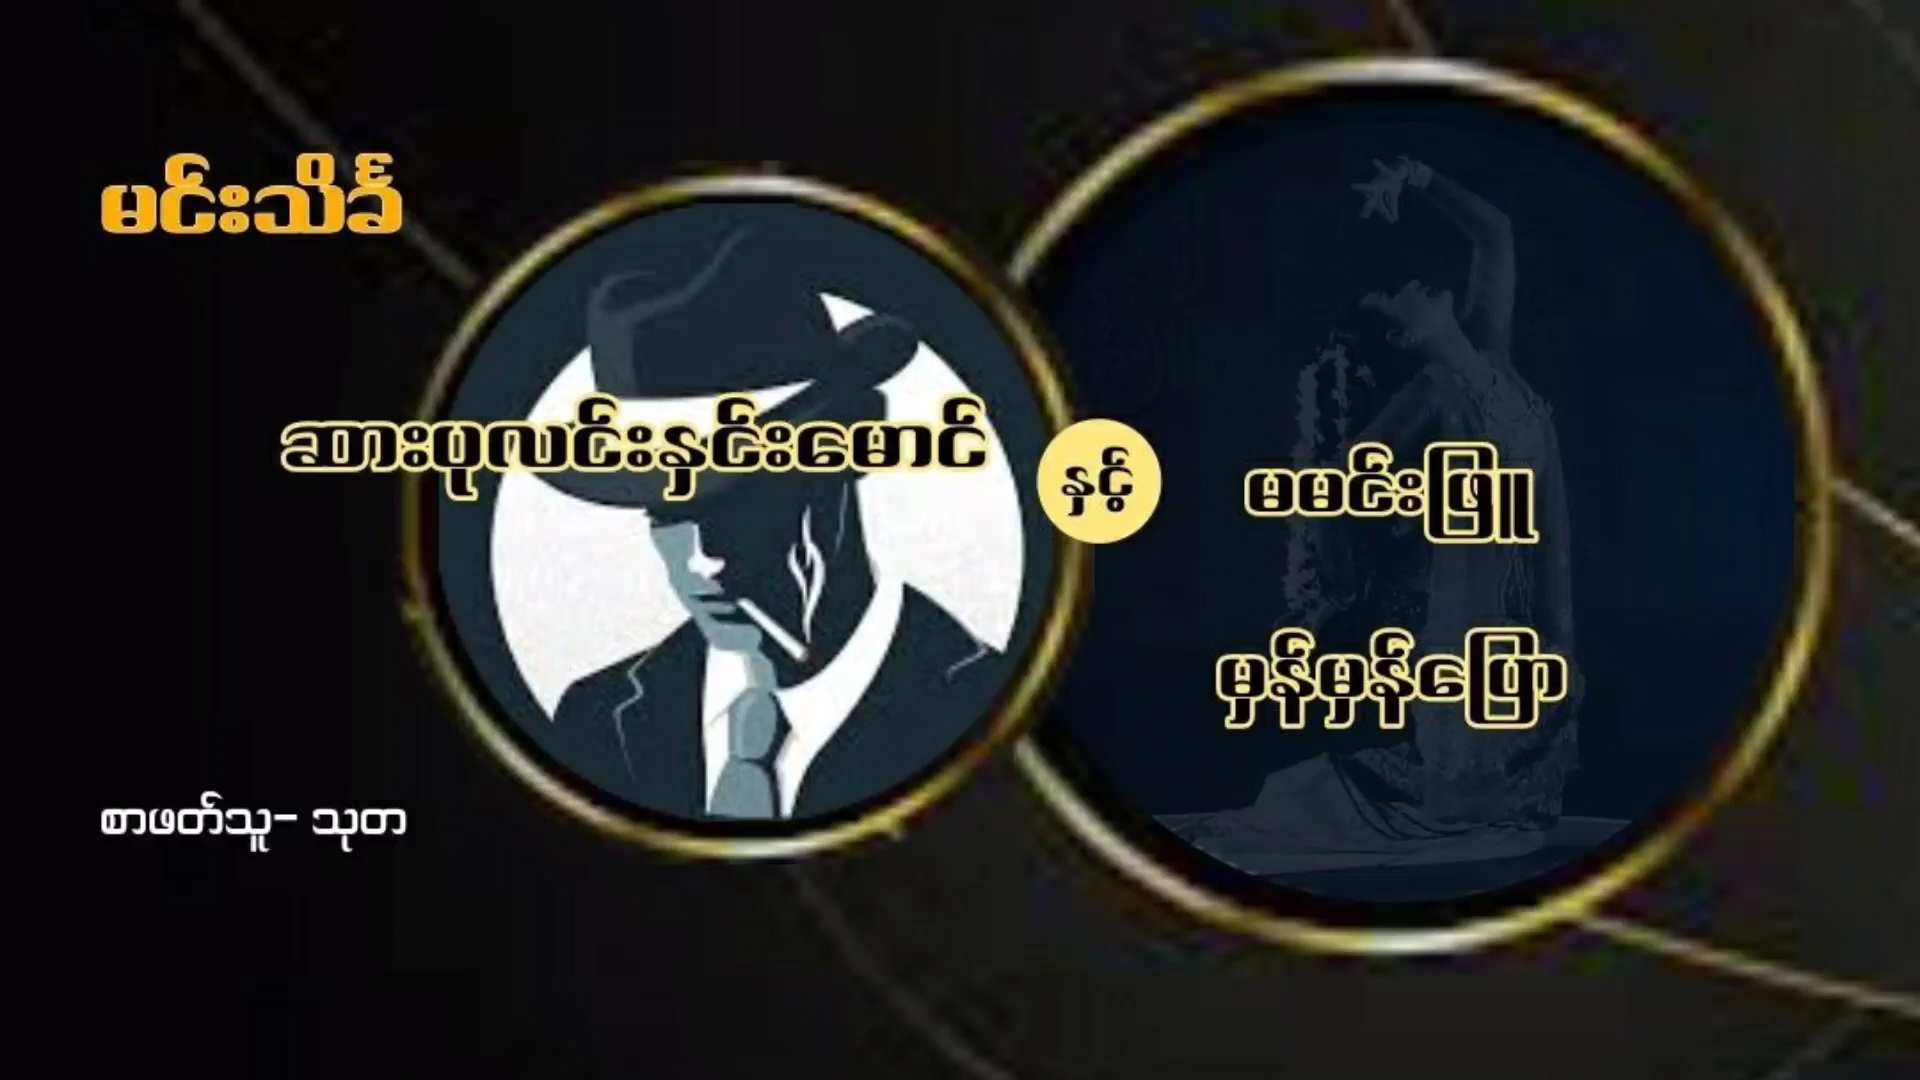 မင်းသိင်္ခ
ဆားပုလင်းနှင်းမောင်
နှင့်
မမင်းဖြူ
မှန်မှန်ပြော
စာဖတ်သူ- သုတ